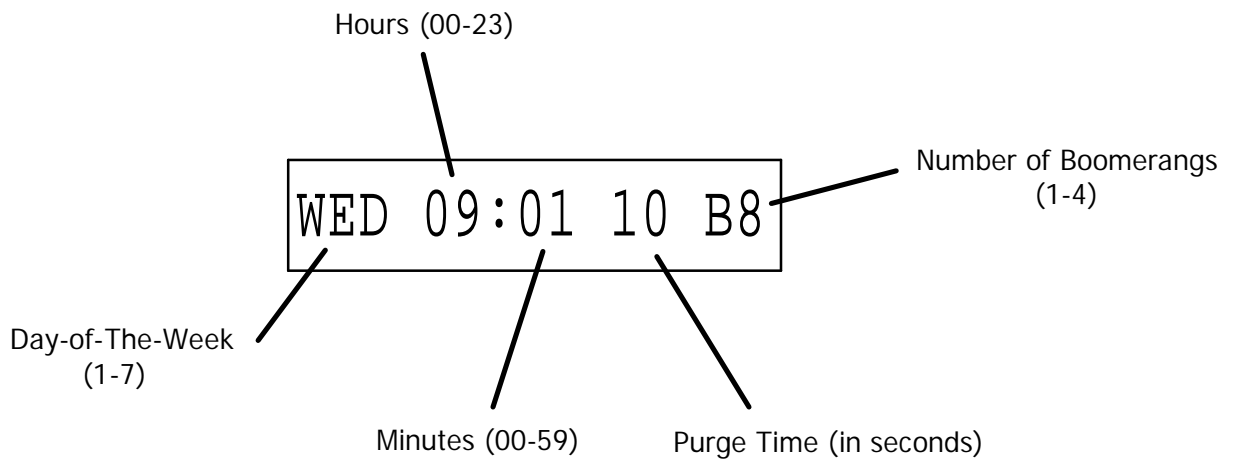 Hours (00-23)
Number of Boomerangs
(1-4)
WED 09:01 10 B8
Day-of-The-Week
(1-7)
Minutes (00-59)
Purge Time (in seconds)